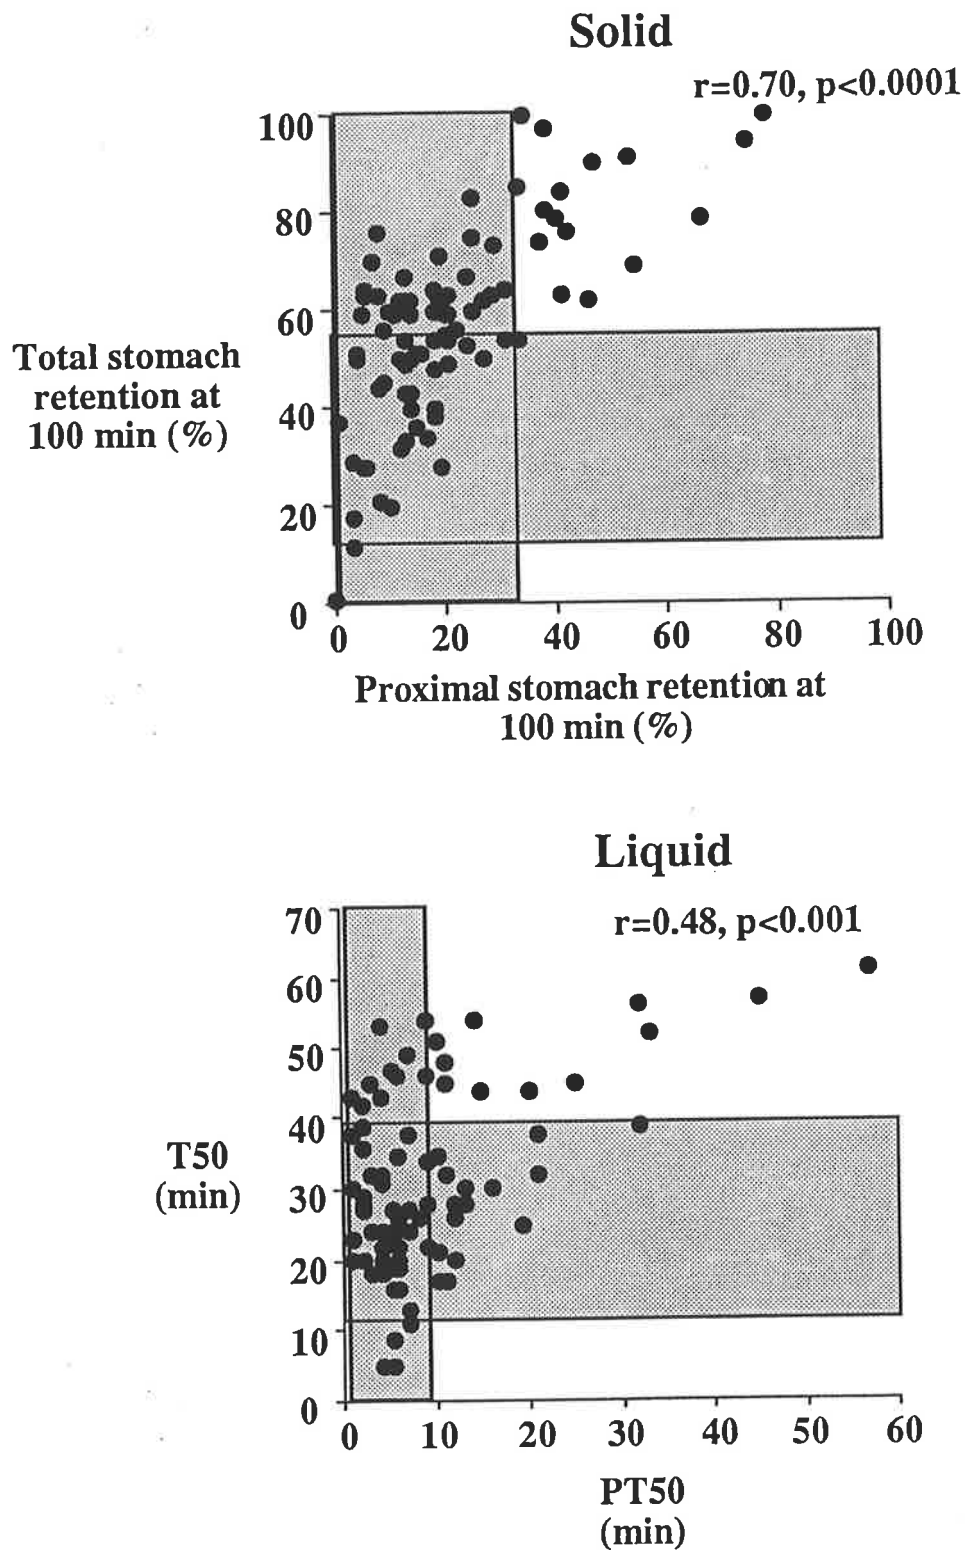 Solid
r=0.70, p<0.0001
100
80
60
Total stomach
retention at
100 min (%)
40
20
0
0 20 40 60 80 100
Proximal stomach retention at
100 min (%)
Liquid
r=0.48, p<0.001
70
60
50
40
T50
(min)
30
20
10
0
0 10 20 30 40 50 60
PT50
(min)